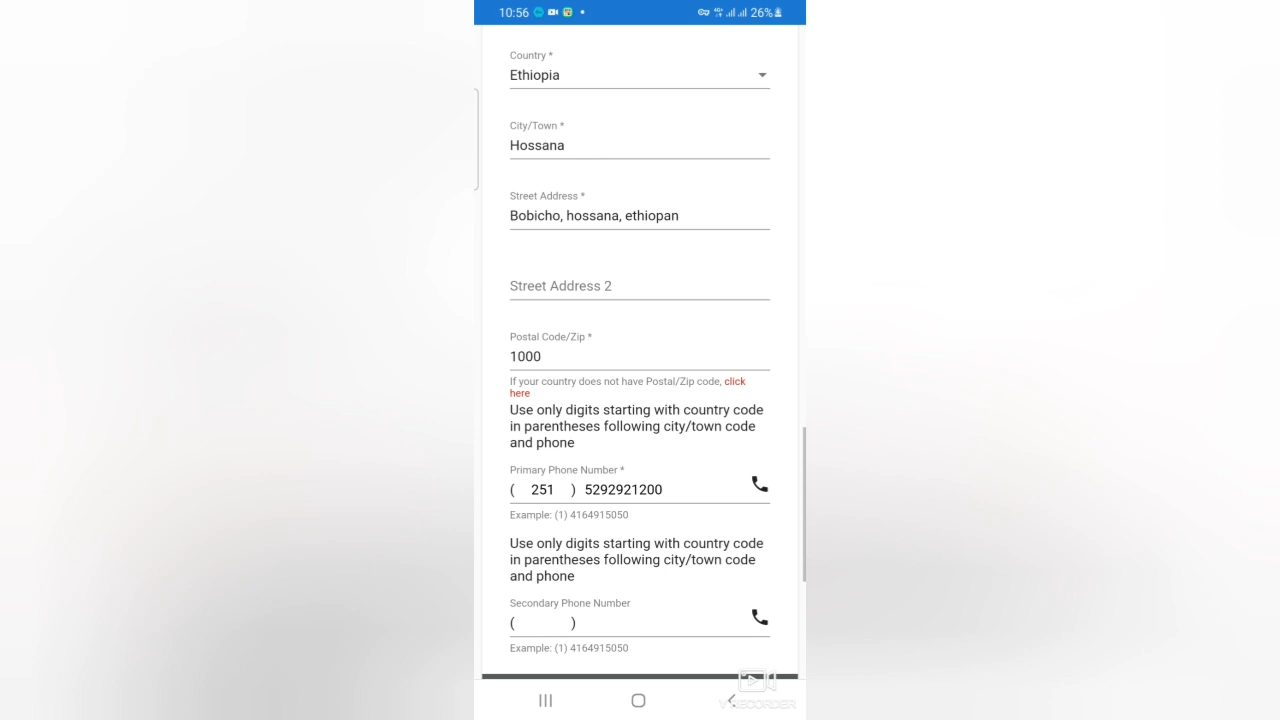 10:56 26%
Country *
Ethiopia
City/Town *
Hossana
Street Address *
Bobicho, hossana, ethiopan
Street Address 2
Postal Code/Zip *
1000
If your country does not have Postal/Zip code, click
here
Use only digits starting with country code
in parentheses following city/town code
and phone
Primary Phone Number *
( 251 ) 5292921200
Example: (1) 4164915050
Use only digits starting with country code
in parentheses following city/town code
and phone
Secondary Phone Number
( )
Example: (1) 4164915050
V RECORDER